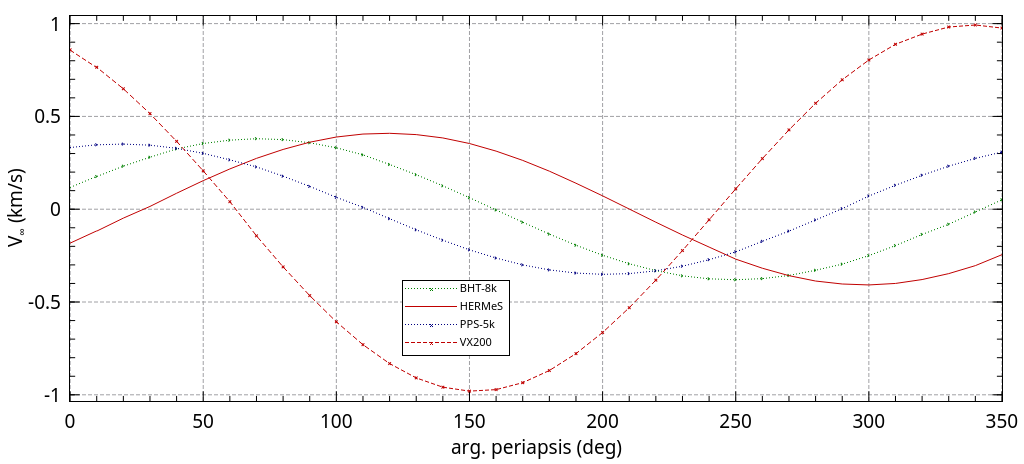 1
0.5
0
-0.5
-1
V∞ (km/s)
BHT-8k
HERMeS
PPS-5k
VX200
0 50 100 150 200 250 300 350
arg. periapsis (deg)